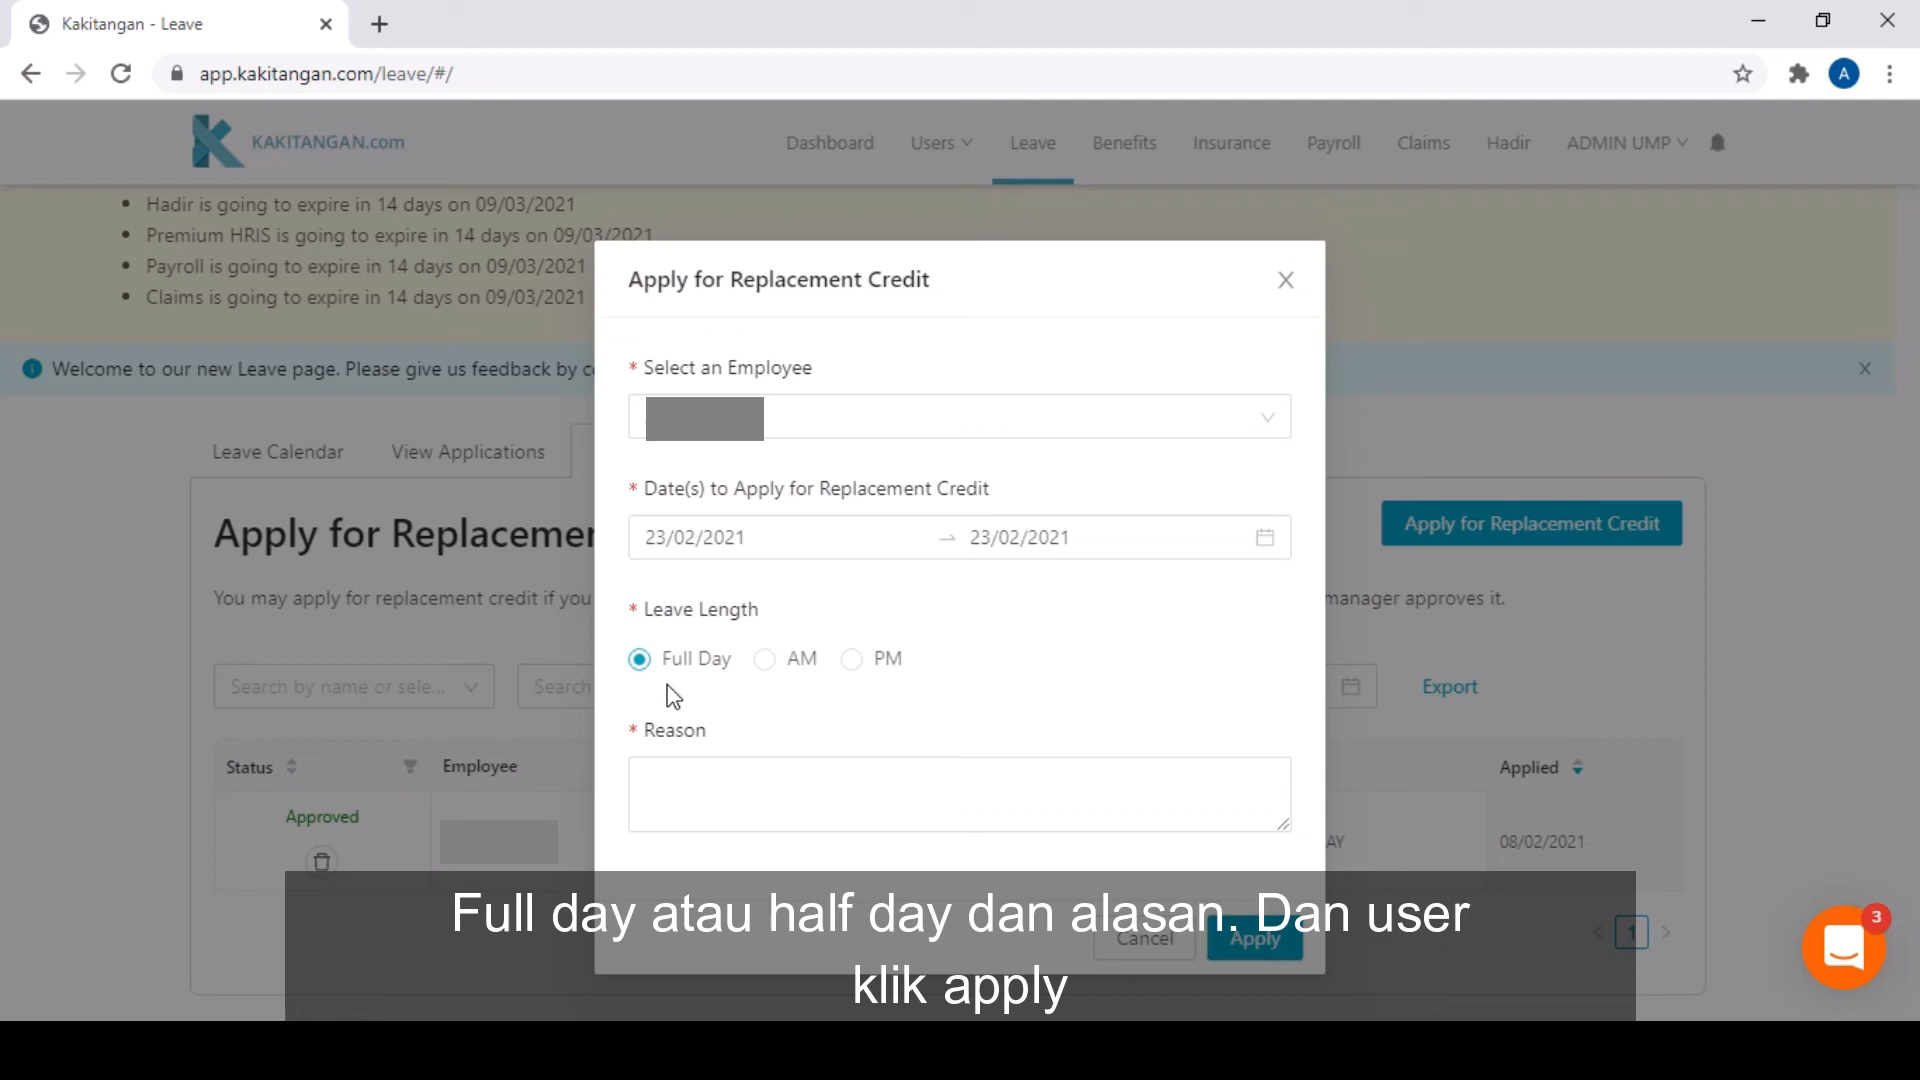 Kakitangan - Leave
app.kakitangan.com/leave/#/
A
KAKITANGAN.com
Dashboard Users Leave Benefits Insurance Payroll Claims Hadir ADMIN UMP
Hadir is going to expire in 14 days on 09/03/2021
Premium HRIS is going to expire in 14 days on 09/03/2021
Payroll is going to expire in 14 days on 09/03/2021
Claims is going to expire in 14 days on 09/03/2021
Welcome to our new Leave page. Please give us feedback by
Leave Calendar View Applications
Apply for Replacement Credit
You may apply for replacement credit if you
manager approves it.
Search by name or sele...
Search
Export
Status Employee
Applied
Approved
08/02/2021
1
Apply for Replacement Credit
* Select an Employee
* Date(s) to Apply for Replacement Credit
23/02/2021 → 23/02/2021
* Leave Length
Full Day AM PM
* Reason
Cancel Apply
Full day atau half day dan alasan. Dan user
klik apply
3